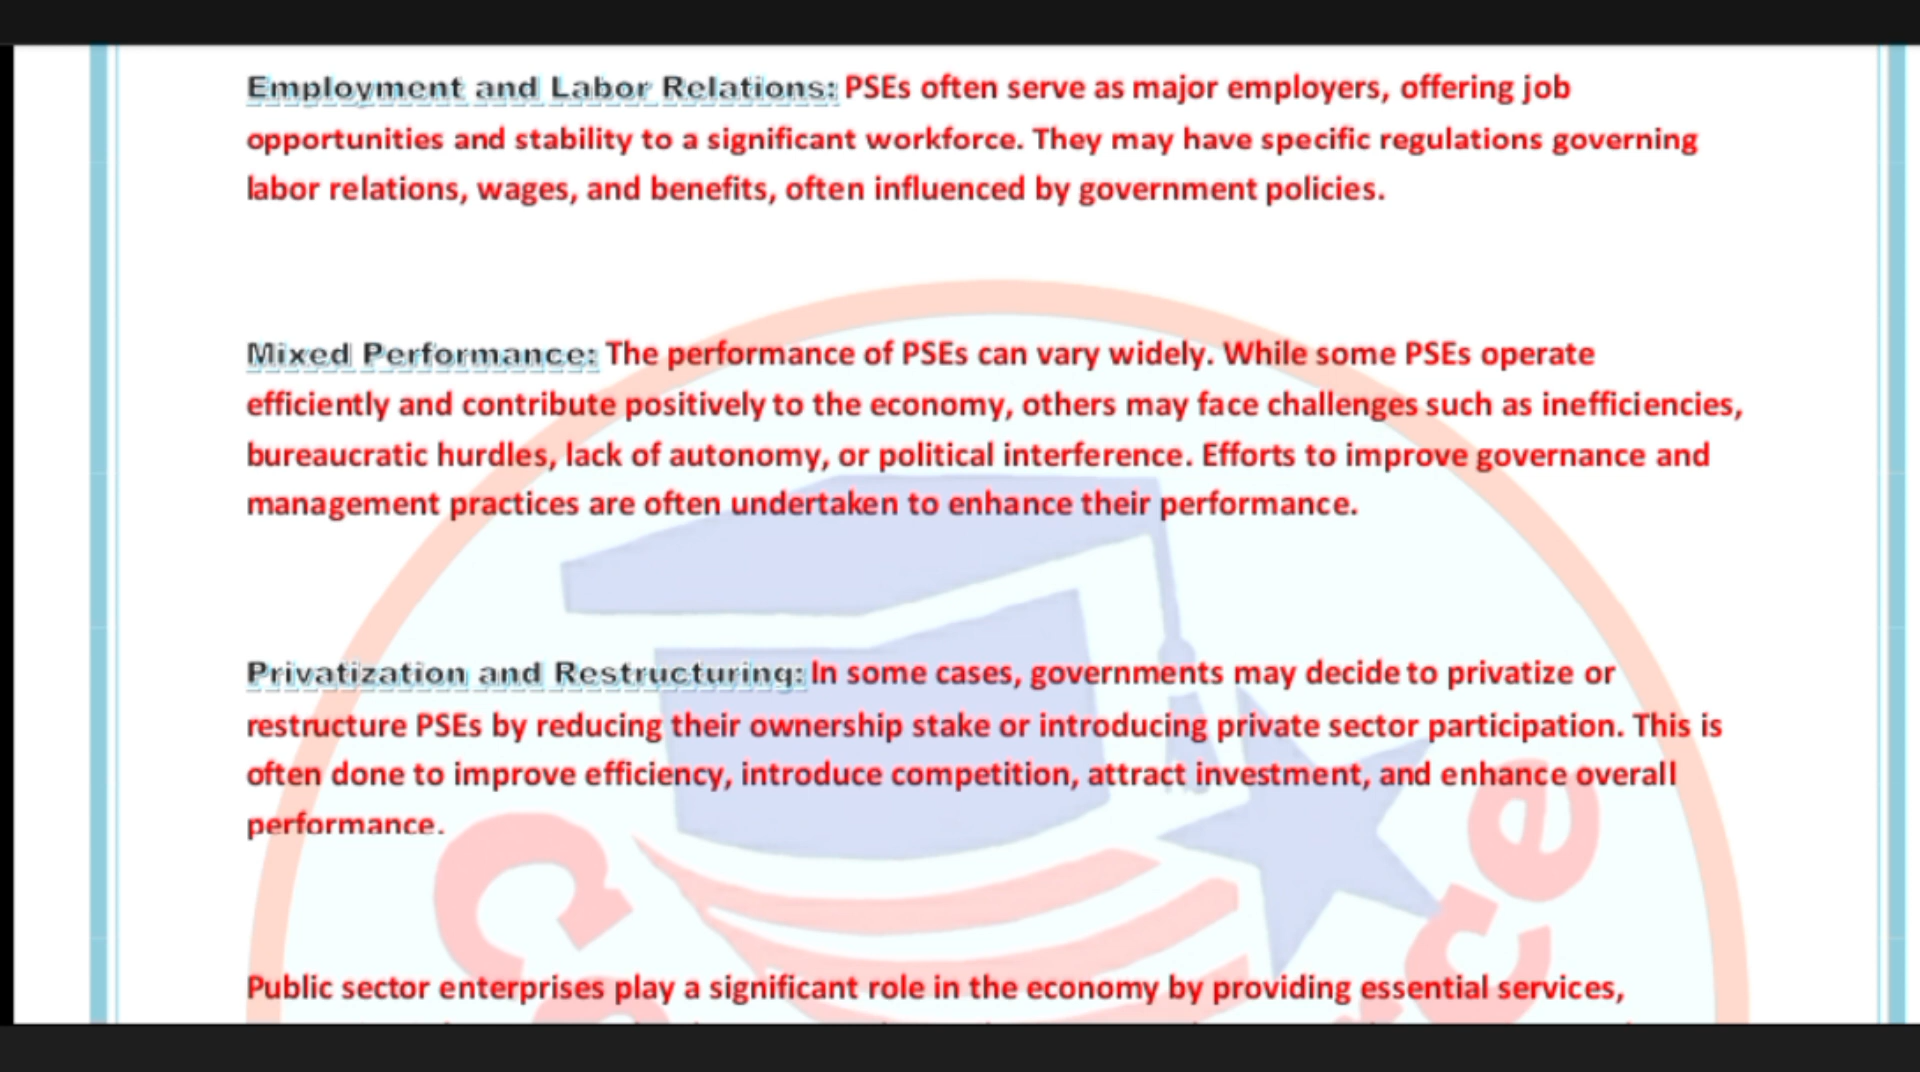 Employment and Labor Relations: PSEs often serve as major employers, offering job
opportunities and stability to a significant workforce. They may have specific regulations governing
labor relations, wages, and benefits, often influenced by government policies.
Mixed Performance: The performance of PSEs can vary widely. While some PSEs operate
efficiently and contribute positively to the economy, others may face challenges such as inefficiencies,
bureaucratic hurdles, lack of autonomy, or political interference. Efforts to improve governance and
management practices are often undertaken to enhance their performance.
Privatization and Restructuring: In some cases, governments may decide to privatize or
restructure PSEs by reducing their ownership stake or introducing private sector participation. This is
often done to improve efficiency, introduce competition, attract investment, and enhance overall
performance.
Public sector enterprises play a significant role in the economy by providing essential services,